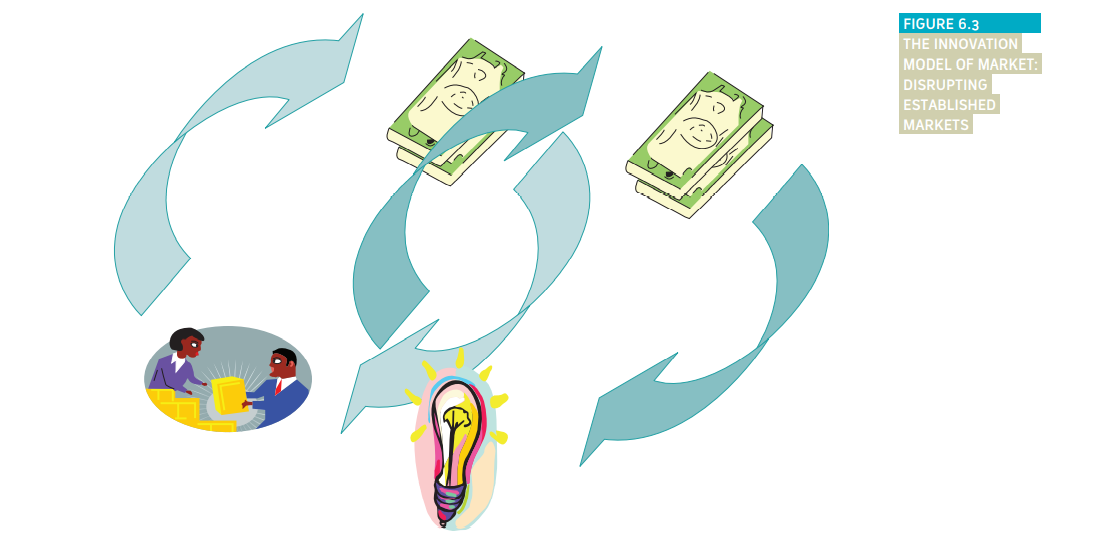 FIGURE 6.3
THE INNOVATION
MODEL OF MARKET:
DISRUPTING
ESTABLISHED
MARKETS